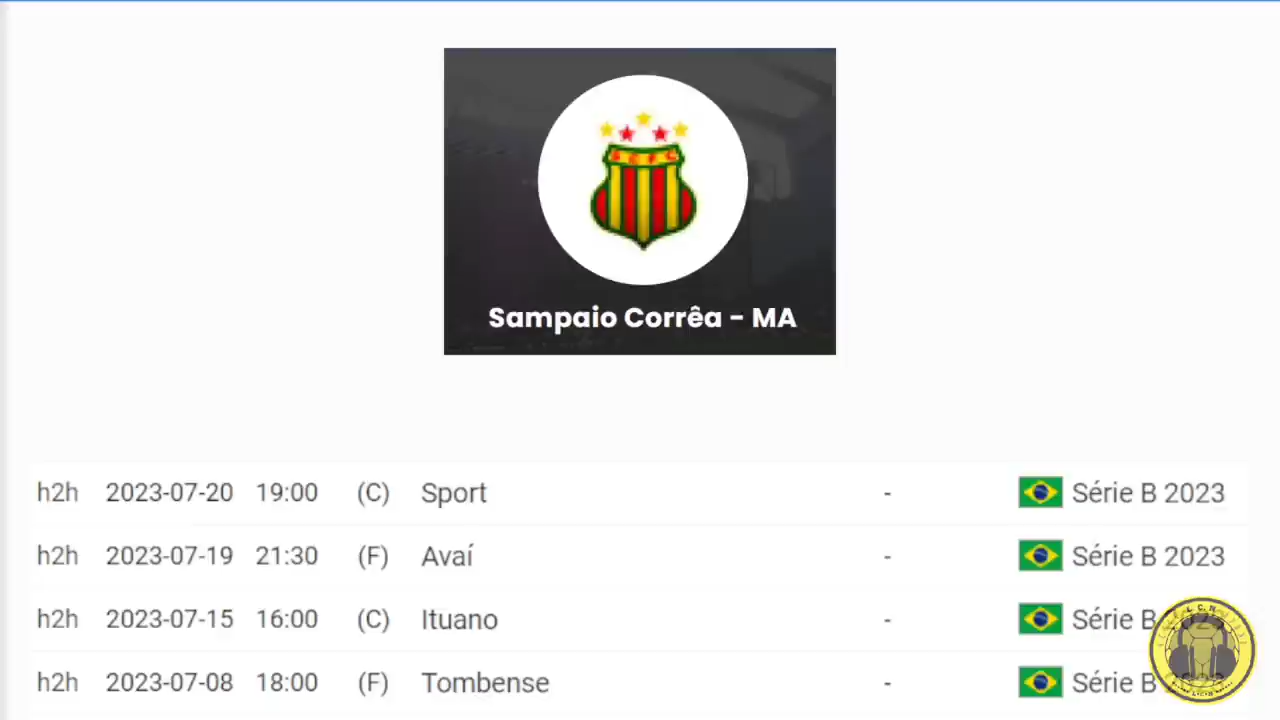 Sampaio Corrêa - MA
h2h 2023-07-20 19:00 (C) Sport - Série B 2023
h2h 2023-07-19 21:30 (F) Avaí - Série B 2023
h2h 2023-07-15 16:00 (C) Ituano - Série B
h2h 2023-07-08 18:00 (F) Tombense - Série B